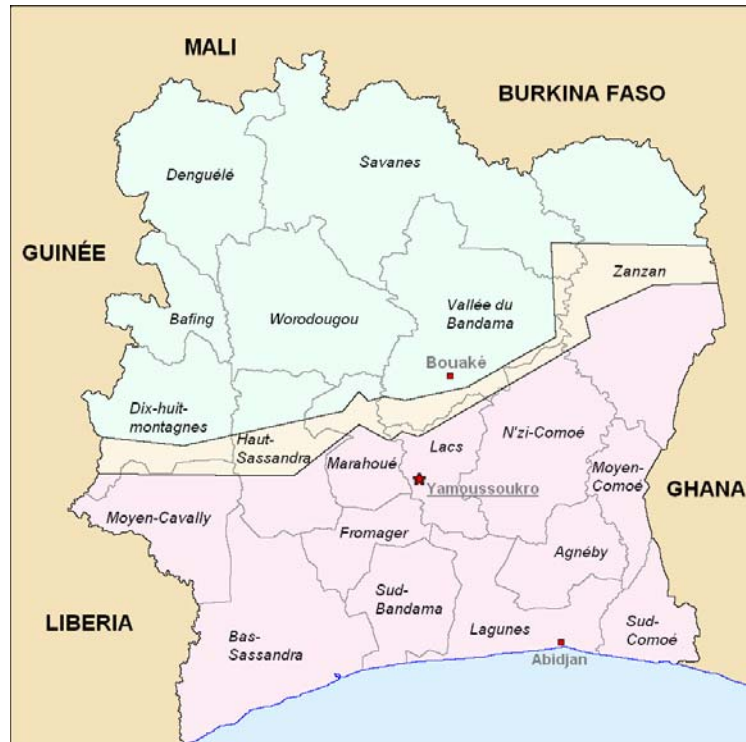 MALI
BURKINA FASO
Savanes
Denguélé
GUINÉE
Zanzan
Vallée du
Bandama
Bafing
Worodougou
Bouaké
Dix-huit-
montagnes
Haut-
Sassandra
N'zi-Comoé
Lacs
Marahoué
Moyen-
Comoé
Yamoussoukro
GHANA
Moyen-Cavally
Fromager
Agnéby
Sud-
Bandama
LIBERIA
Bas-
Sassandra
Lagunes
Sud-
Comoé
Abidjan